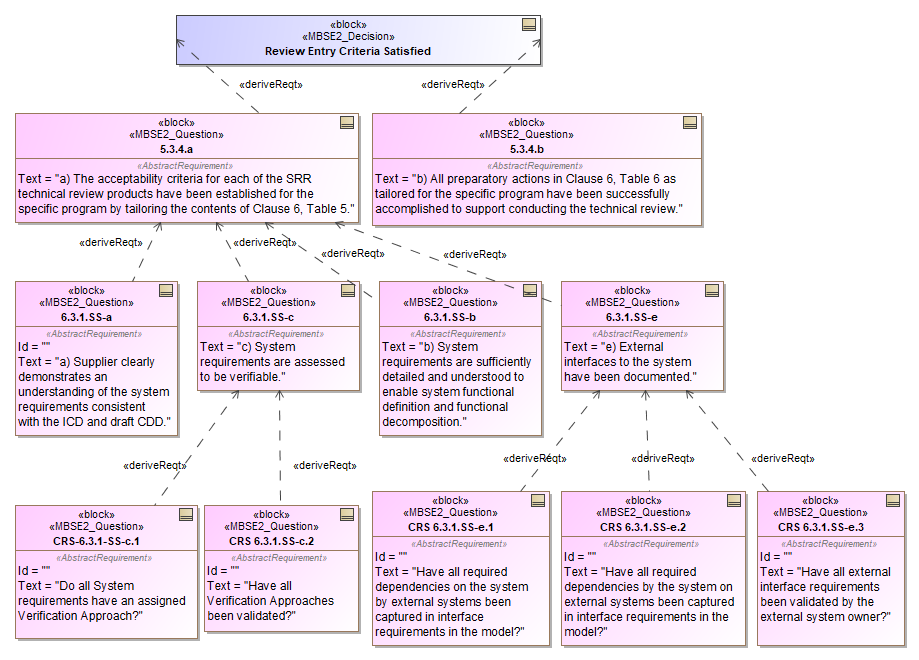 «block»
«MBSE2_Decision»
Review Entry Criteria Satisfied
«deriveReqt»
«deriveReqt»
«block»
«MBSE2_Question»
5.3.4.a
«AbstractRequirement»
Text = "a) The acceptability criteria for each of the SRR
technical review products have been established for the
specific program by tailoring the contents of Clause 6, Table 5."
«block»
«MBSE2_Question»
5.3.4.b
«AbstractRequirement»
Text = "b) All preparatory actions in Clause 6, Table 6 as
tailored for the specific program have been successfully
accomplished to support conducting the technical review."
«deriveReqt»
«deriveReqt»
«deriveReqt»
«deriveReqt»
«block»
«MBSE2_Question»
6.3.1.SS-a
«AbstractRequirement»
Id = ""
Text = "a) Supplier clearly
demonstrates an
understanding of the system
requirements consistent
with the ICD and draft CDD."
«block»
«MBSE2_Question»
6.3.1.SS-c
«AbstractRequirement»
Text = "c) System
requirements are assessed
to be verifiable."
«block»
«MBSE2_Question»
6.3.1.SS-b
«AbstractRequirement»
Text = "b) System
requirements are sufficiently
detailed and understood to
enable system functional
definition and functional
decomposition."
«block»
«MBSE2_Question»
6.3.1.SS-e
«AbstractRequirement»
Text = "e) External
interfaces to the system
have been documented."
«deriveReqt»
«deriveReqt»
«deriveReqt»
«deriveReqt»
«deriveReqt»
«block»
«MBSE2_Question»
CRS-6.3.1-SS-c.1
«AbstractRequirement»
Id = ""
Text = "Do all System
requirements have an assigned
Verification Approach?"
«block»
«MBSE2_Question»
CRS 6.3.1.SS-c.2
«AbstractRequirement»
Id = ""
Text = "Have all
Verification Approaches
been validated?"
«block»
«MBSE2_Question»
CRS 6.3.1.SS-e.1
«AbstractRequirement»
Id = ""
Text = "Have all required
dependencies on the system
by external systems been
captured in interface
requirements in the model?"
«block»
«MBSE2_Question»
CRS 6.3.1.SS-e.2
«AbstractRequirement»
Id = ""
Text = "Have all required
dependencies by the system on
external systems been captured
in interface requirements in the
model?"
«block»
«MBSE2_Question»
CRS 6.3.1.SS-e.3
«AbstractRequirement»
Id = ""
Text = "Have all external
interface requirements
been validated by the
external system owner?"